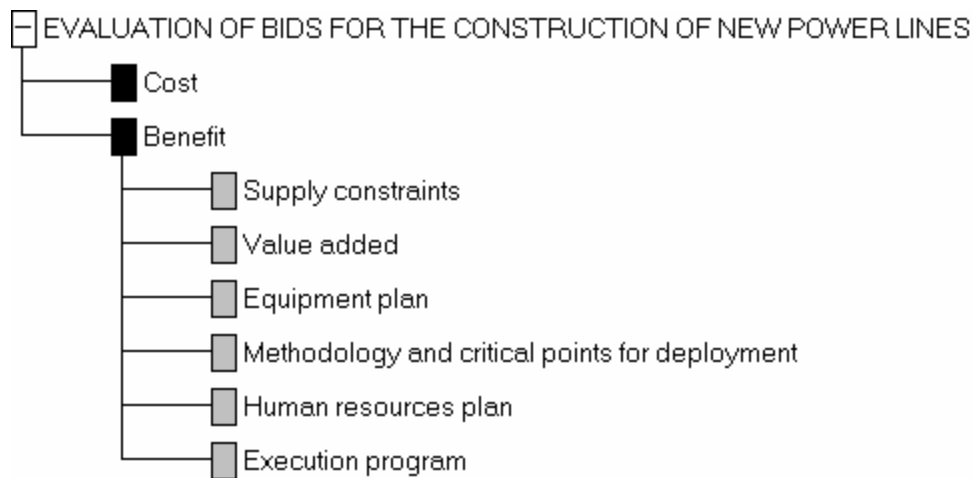 EVALUATION OF BIDS FOR THE CONSTRUCTION OF NEW POWER LINES
Cost
Benefit
Supply constraints
Value added
Equipment plan
Methodology and critical points for deployment
Human resources plan
Execution program